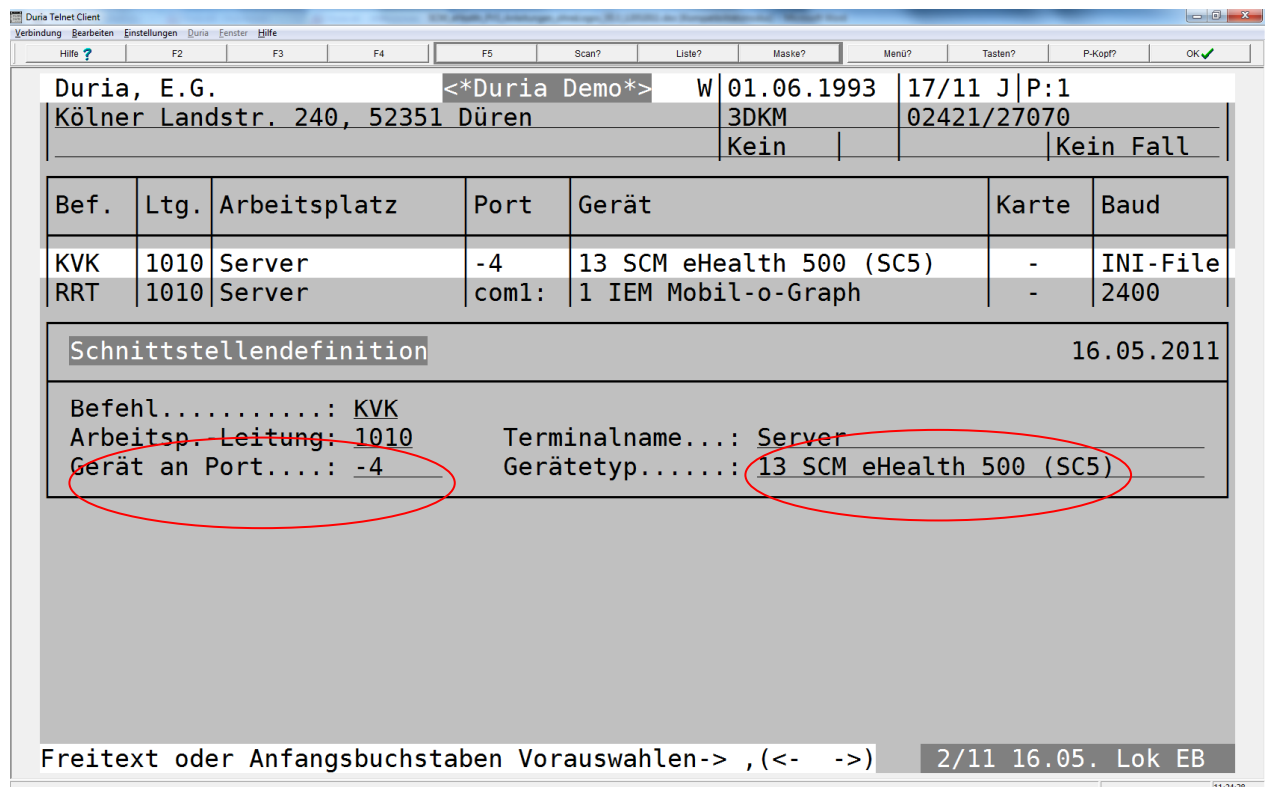 Duria Telnet Client
Verbindung Bearbeiten Einstellungen Duria Fenster Hilfe
Hilfe ? F2 F3 F4 F5 Scan? Liste? Maske? Menü? Tasten? P-Kopf? OK
Duria, E.G. <*Duria Demo*> W 01.06.1993 17/11 J P:1
Kölner Landstr. 240, 52351 Düren 3DKM 02421/27070
Kein Kein Fall
Bef. Ltg. Arbeitsplatz Port Gerät Karte Baud
KVK 1010 Server -4 13 SCM eHealth 500 (SC5) - INI-File
RRT 1010 Server com1: 1 IEM Mobil-o-Graph - 2400
Schnittstellendefinition 16.05.2011
Befehl...........: KVK
Arbeitsp.-Leitung: 1010 Terminalname...: Server
Gerät an Port....: -4 Gerätetyp......: 13 SCM eHealth 500 (SC5)
Freitext oder Anfangsbuchstaben Vorauswahlen-> ,(<- ->) 2/11 16.05. Lok EB